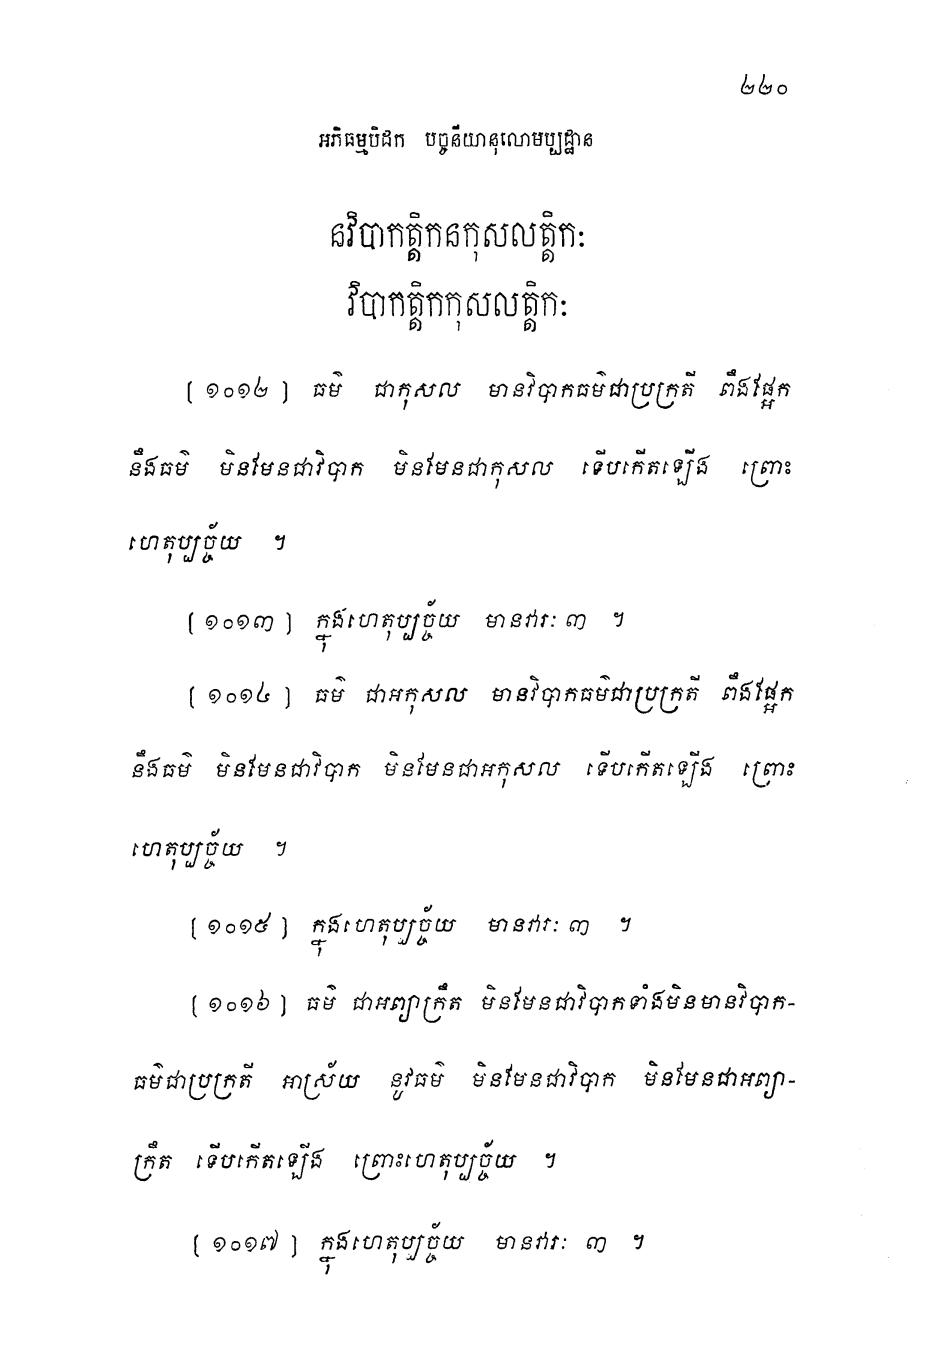 ២២០
អភិធម្មបិដក បច្ចនីយានុលោមប្បដ្ឋាន
នវិបាកត្តិកនកុសលត្តិកៈ
វិបាកត្តិកកុសលត្តិកៈ
[ ១០១២ ] ធម៌ ជាកុសល មានវិបាកធម៌ជាប្រក្រតី ពឹងផ្អែក
នឹងធម៌ មិនមែនជាវិបាក មិនមែនជាកុសល ទើបកើតឡើង ព្រោះ
ហេតុប្បច្ច័យ ។
[ ១០១៣ ] ក្នុងហេតុប្បច្ច័យ មានវារៈ ៣ ។
[ ១០១៤ ] ធម៌ ជាអកុសល មានវិបាកធម៌ជាប្រក្រតី ពឹងផ្អែក
នឹងធម៌ មិនមែនជាវិបាក មិនមែនជាអកុសល ទើបកើតឡើង ព្រោះ
ហេតុប្បច្ច័យ ។
[ ១០១៥ ] ក្នុងហេតុប្បច្ច័យ មានវារៈ ៣ ។
[ ១០១៦ ] ធម៌ ជាអព្យាក្រឹត មិនមែនជាវិបាកទាំងមិនមានវិបាក-
ធម៌ជាប្រក្រតី អាស្រ័យ នូវធម៌ មិនមែនជាវិបាក មិនមែនជាអព្យា-
ក្រឹត ទើបកើតឡើង ព្រោះហេតុប្បច្ច័យ ។
[ ១០១៧ ] ក្នុងហេតុប្បច្ច័យ មានវារៈ ៣ ។